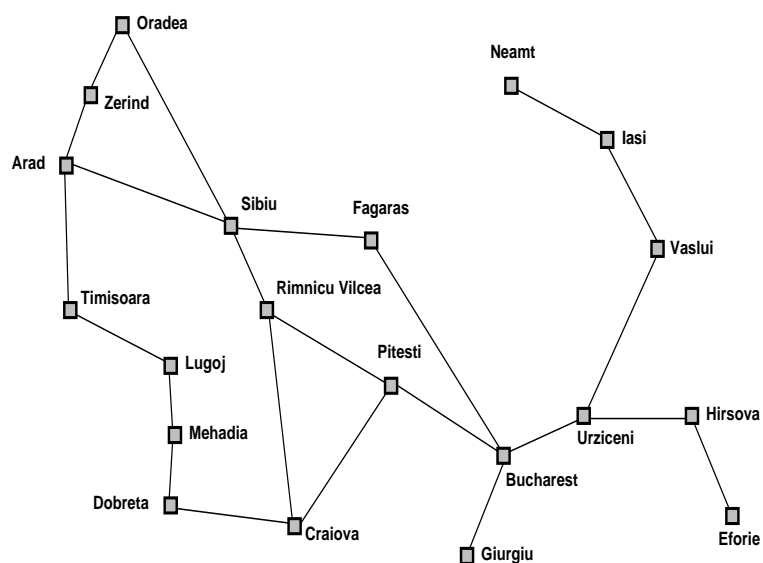 Oradea
Neamt
Zerind
Iasi
Arad
Sibiu
Fagaras
Vaslui
Rimnicu Vilcea
Timisoara
Pitesti
Lugoj
Hirsova
Mehadia
Urziceni
Bucharest
Dobreta
Craiova
Eforie
Giurgiu